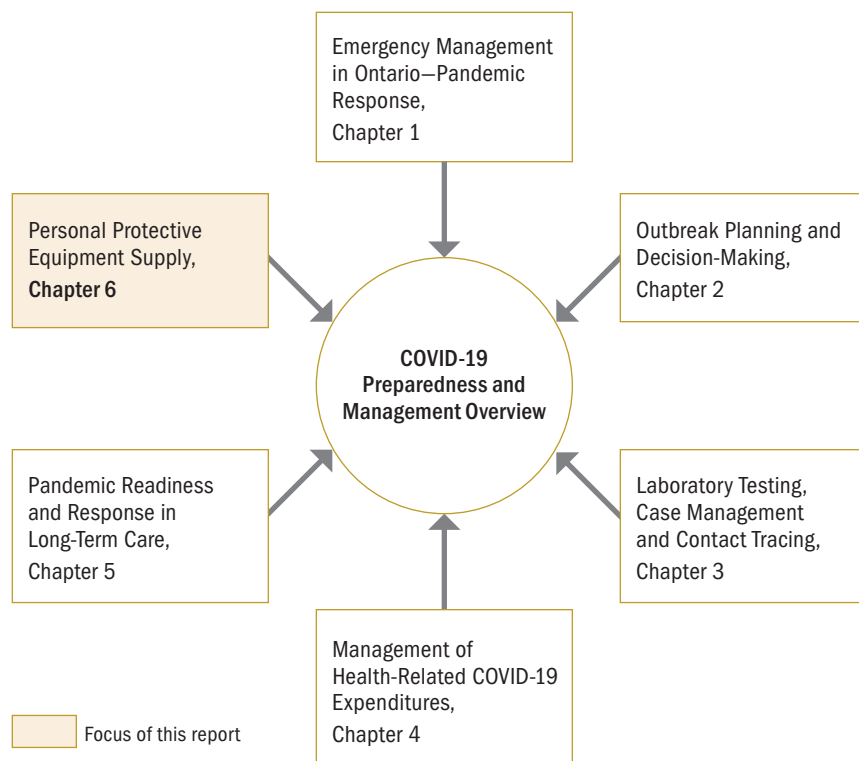 Emergency Management
in Ontario—Pandemic
Response,
Chapter 1
Personal Protective
Equipment Supply,
Chapter 6
Outbreak Planning and
Decision-Making,
Chapter 2
COVID-19
Preparedness and
Management Overview
Pandemic Readiness
and Response in
Long-Term Care,
Chapter 5
Laboratory Testing,
Case Management
and Contact Tracing,
Chapter 3
Management of
Health-Related COVID-19
Expenditures,
Chapter 4
Focus of this report